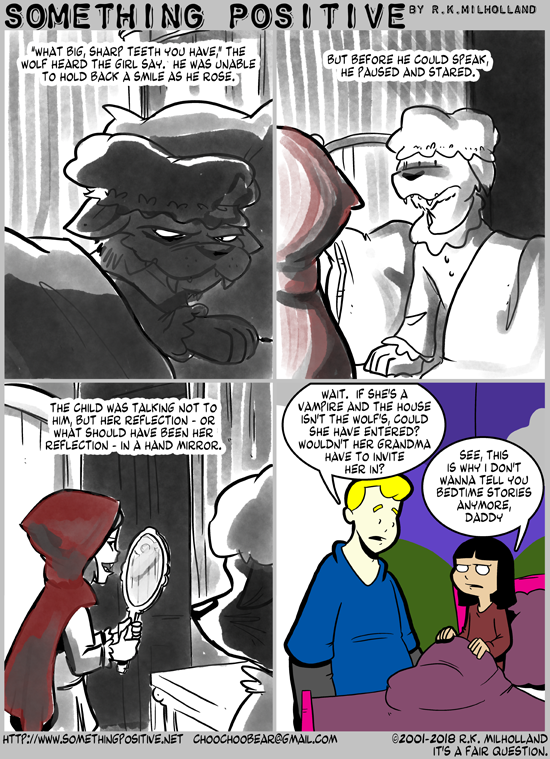 SOMETHING POSITIVE BY R.K.MILHOLLAND
"WHAT BIG, SHARP TEETH YOU HAVE," THE
WOLF HEARD THE GIRL SAY. HE WAS UNABLE
TO HOLD BACK A SMILE AS HE ROSE.
BUT BEFORE HE COULD SPEAK,
HE PAUSED AND STARED.
THE CHILD WAS TALKING NOT TO
HIM, BUT HER REFLECTION - OR
WHAT SHOULD HAVE BEEN HER
REFLECTION - IN A HAND MIRROR.
WAIT. IF SHE'S A
VAMPIRE AND THE HOUSE
ISN'T THE WOLF'S, COULD
SHE HAVE ENTERED?
WOULDN'T HER GRANDMA
HAVE TO INVITE
HER IN?
SEE, THIS
IS WHY I DON'T
WANNA TELL YOU
BEDTIME STORIES
ANYMORE,
DADDY
HTTP://WWW.SOMETHINGPOSITIVE.NET CHOOCHOOBEAR@GMAIL.COM
©2001-2018 R.K. MILHOLLAND
IT'S A FAIR QUESTION.